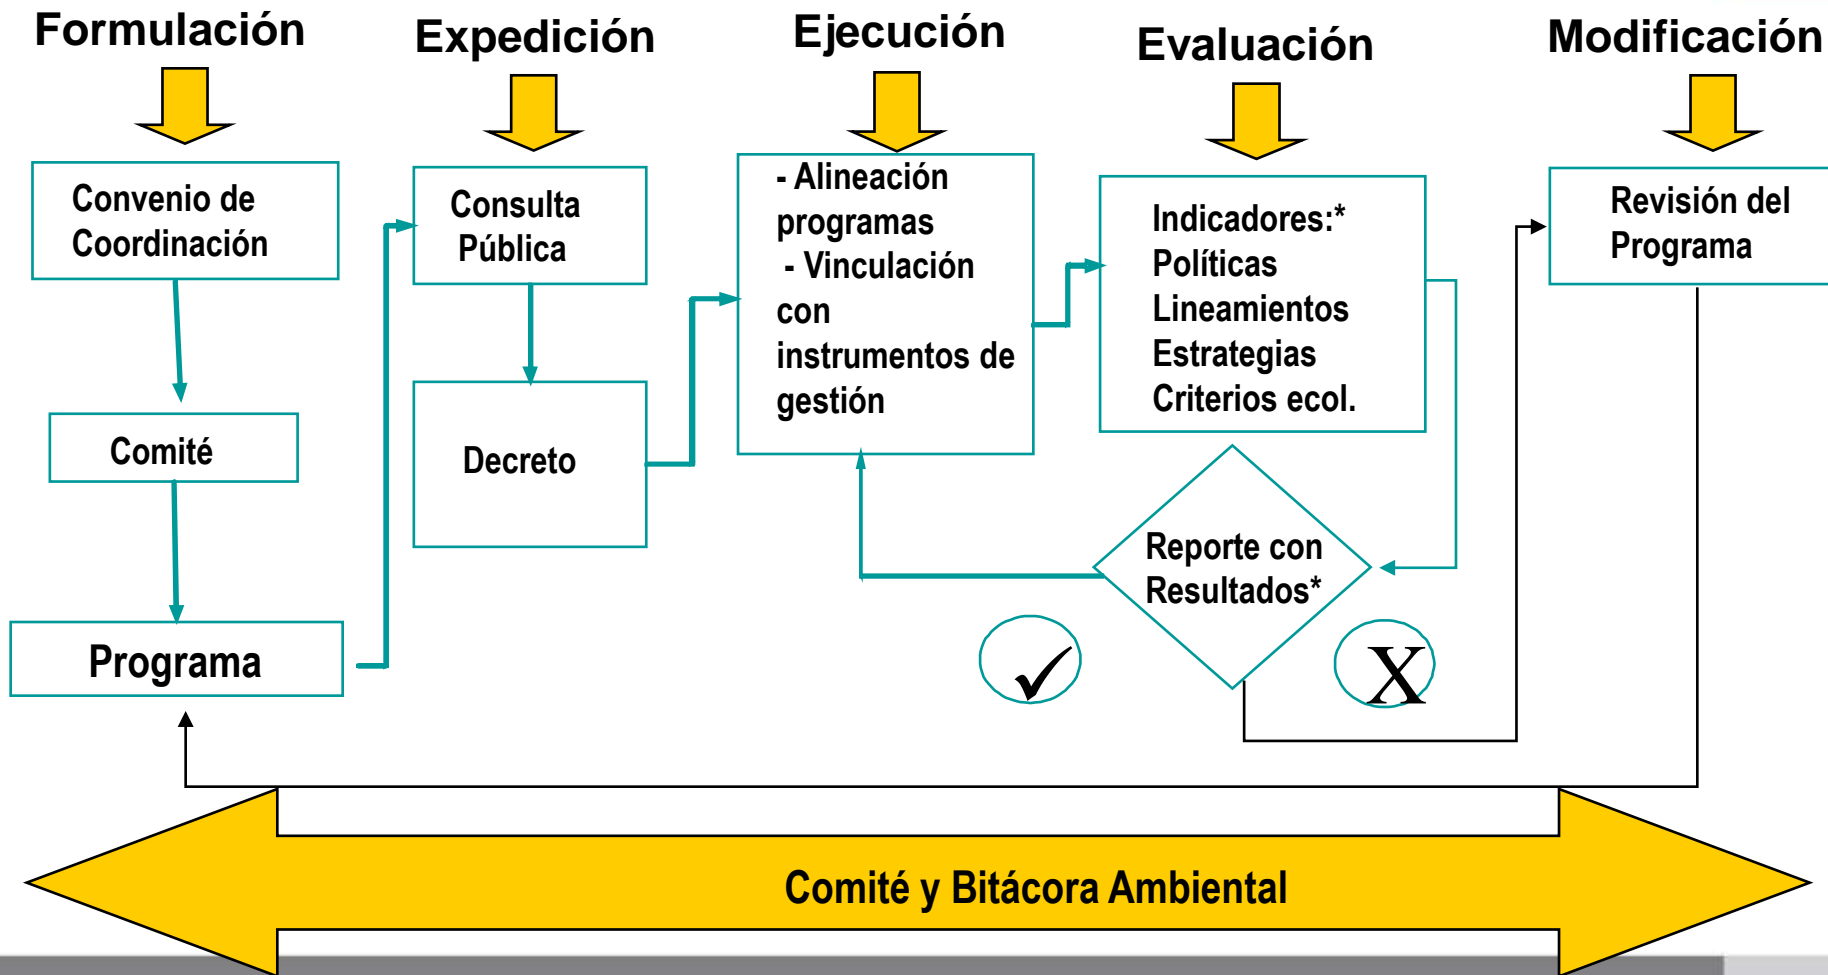 Formulación
Expedición
Ejecución
Evaluación
Modificación
Convenio de
Coordinación
Comité
Programa
Consulta
Pública
Decreto
- Alineación
programas
- Vinculación
con
instrumentos de
gestión
Indicadores:*
Políticas
Lineamientos
Estrategias
Criterios ecol.
Reporte con
Resultados*
✓
X
Revisión del
Programa
Comité y Bitácora Ambiental